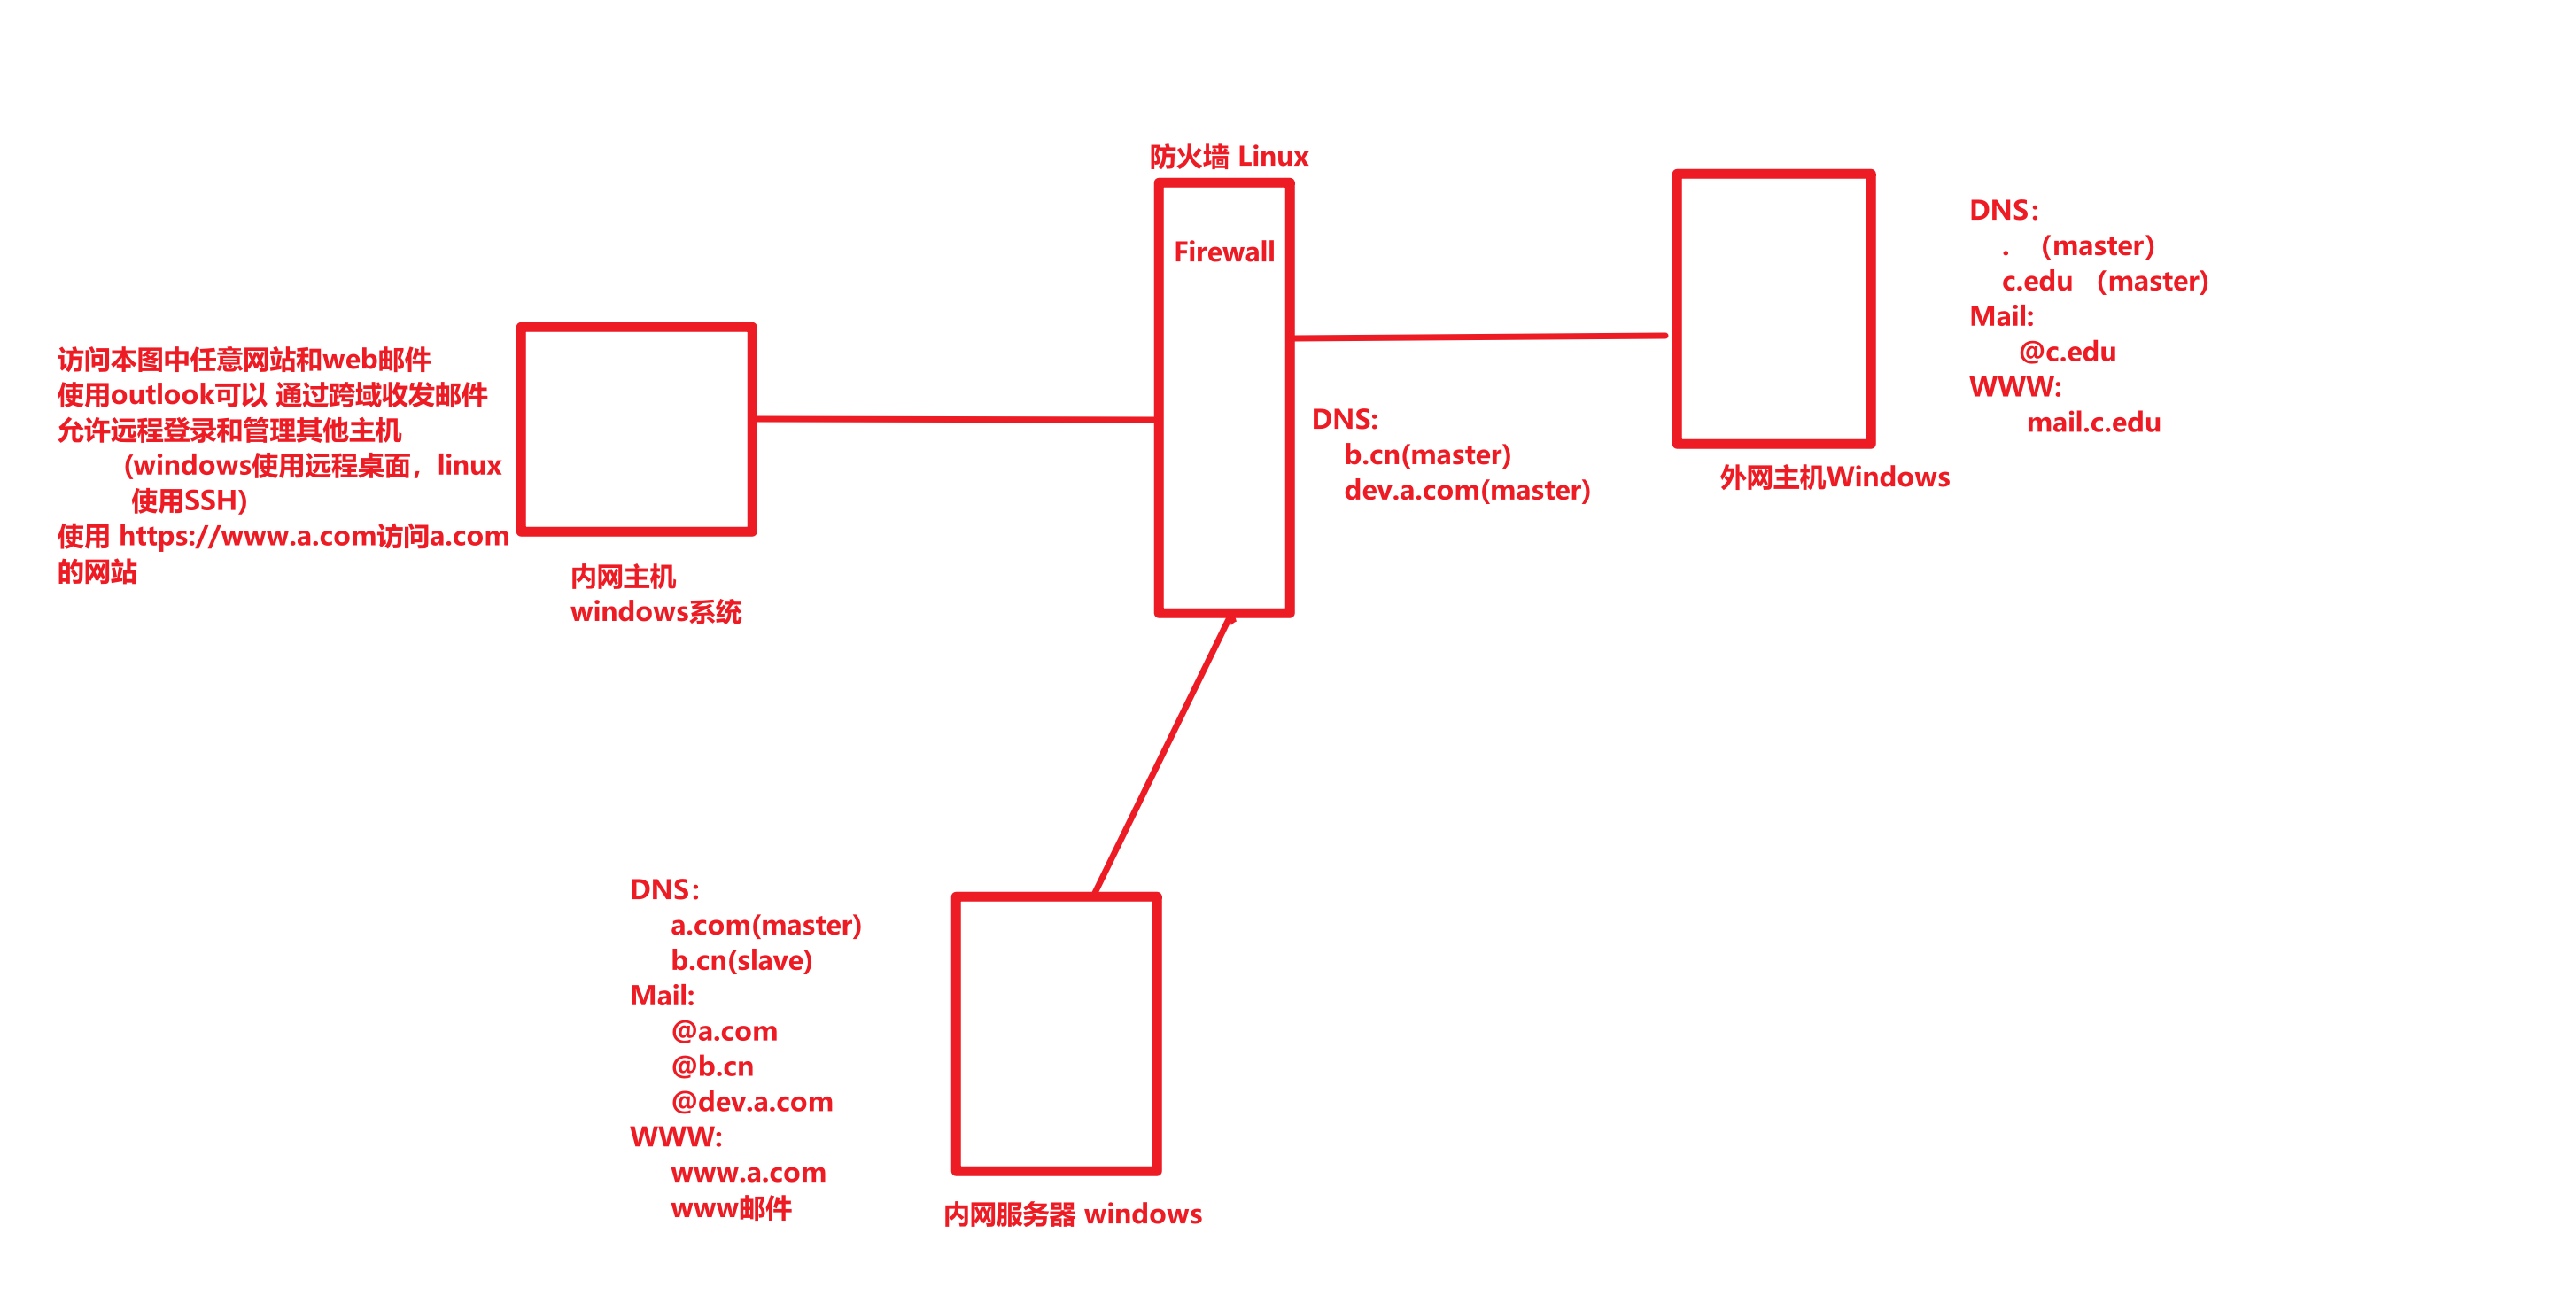 防火墙 Linux
Firewall
DNS：
. （master）
c.edu （master)
Mail:
@c.edu
WWW:
mail.c.edu
外网主机Windows
DNS:
b.cn(master)
dev.a.com(master)
访问本图中任意网站和web邮件
使用outlook可以 通过跨域收发邮件
允许远程登录和管理其他主机
(windows使用远程桌面，linux
使用SSH）
使用 https://www.a.com访问a.com
的网站
内网主机
windows系统
DNS：
a.com(master)
b.cn(slave)
Mail:
@a.com
@b.cn
@dev.a.com
WWW:
www.a.com
www邮件
内网服务器 windows